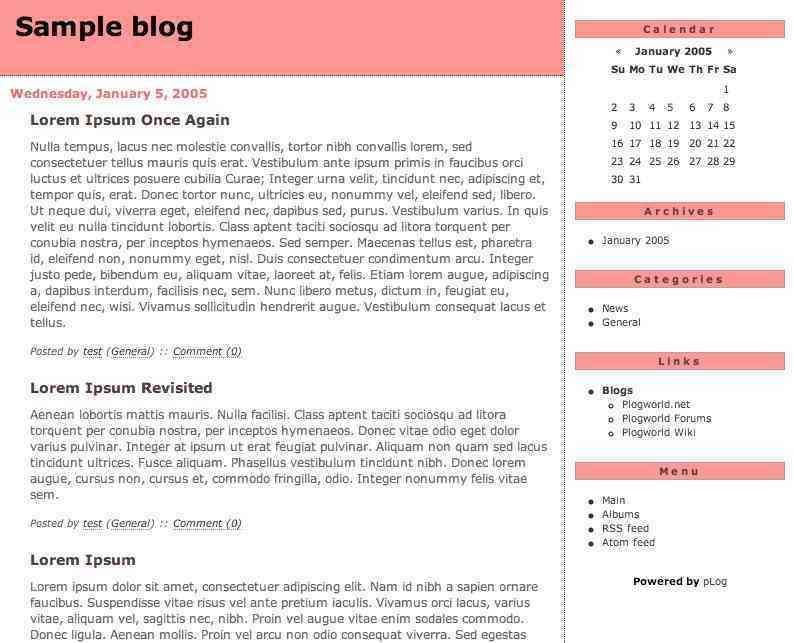 Sample blog
Wednesday, January 5, 2005
Lorem Ipsum Once Again
Nulla tempus, lacus nec molestie convallis, tortor nibh convallis lorem, sed
consectetuer tellus mauris quis erat. Vestibulum ante ipsum primis in faucibus orci
luctus et ultrices posuere cubilia Curae; Integer urna velit, tincidunt nec, adipiscing et,
tempor quis, erat. Donec tortor nunc, ultricies eu, nonummy vel, eleifend sed, libero.
Ut neque dui, viverra eget, eleifend nec, dapibus sed, purus. Vestibulum varius. In quis
velit eu nulla tincidunt lobortis. Class aptent taciti sociosqu ad litora torquent per
conubia nostra, per inceptos hymenaeos. Sed semper. Maecenas tellus est, pharetra
id, eleifend non, nonummy eget, nisl. Duis consectetuer condimentum arcu. Integer
justo pede, bibendum eu, aliquam vitae, laoreet at, felis. Etiam lorem augue, adipiscing
a, dapibus interdum, facilisis nec, sem. Nunc libero metus, dictum in, feugiat eu,
eleifend nec, wisi. Vivamus sollicitudin hendrerit augue. Vestibulum consequat lacus et
tellus.
Posted by test (General) :: Comment (0)
Lorem Ipsum Revisited
Aenean lobortis mattis mauris. Nulla facilisi. Class aptent taciti sociosqu ad litora
torquent per conubia nostra, per inceptos hymenaeos. Donec vitae odio eget dolor
varius pulvinar. Integer at ipsum ut erat feugiat pulvinar. Aliquam non quam sed lacus
tincidunt ultrices. Fusce aliquam. Phasellus vestibulum tincidunt nibh. Donec lorem
augue, cursus non, cursus et, commodo fringilla, odio. Integer nonummy felis vitae
sem.
Posted by test (General) :: Comment (0)
Lorem Ipsum
Lorem ipsum dolor sit amet, consectetuer adipiscing elit. Nam id nibh a sapien ornare
faucibus. Suspendisse vitae risus vel ante pretium iaculis. Vivamus orci lacus, varius
vitae, aliquam vel, sagittis nec, nibh. Proin vel augue vitae enim sodales commodo.
Donec ligula. Aenean mollis. Proin vel arcu non odio consequat viverra. Sed egestas
Calendar
« January 2005 »
Su Mo Tu We Th Fr Sa
1
2 3 4 5 6 7 8
9 10 11 12 13 14 15
16 17 18 19 20 21 22
23 24 25 26 27 28 29
30 31
Archives
January 2005
Categories
News
General
Links
Blogs
Plogworld.net
Plogworld Forums
Plogworld Wiki
Menu
Main
Albums
RSS feed
Atom feed
Powered by pLog